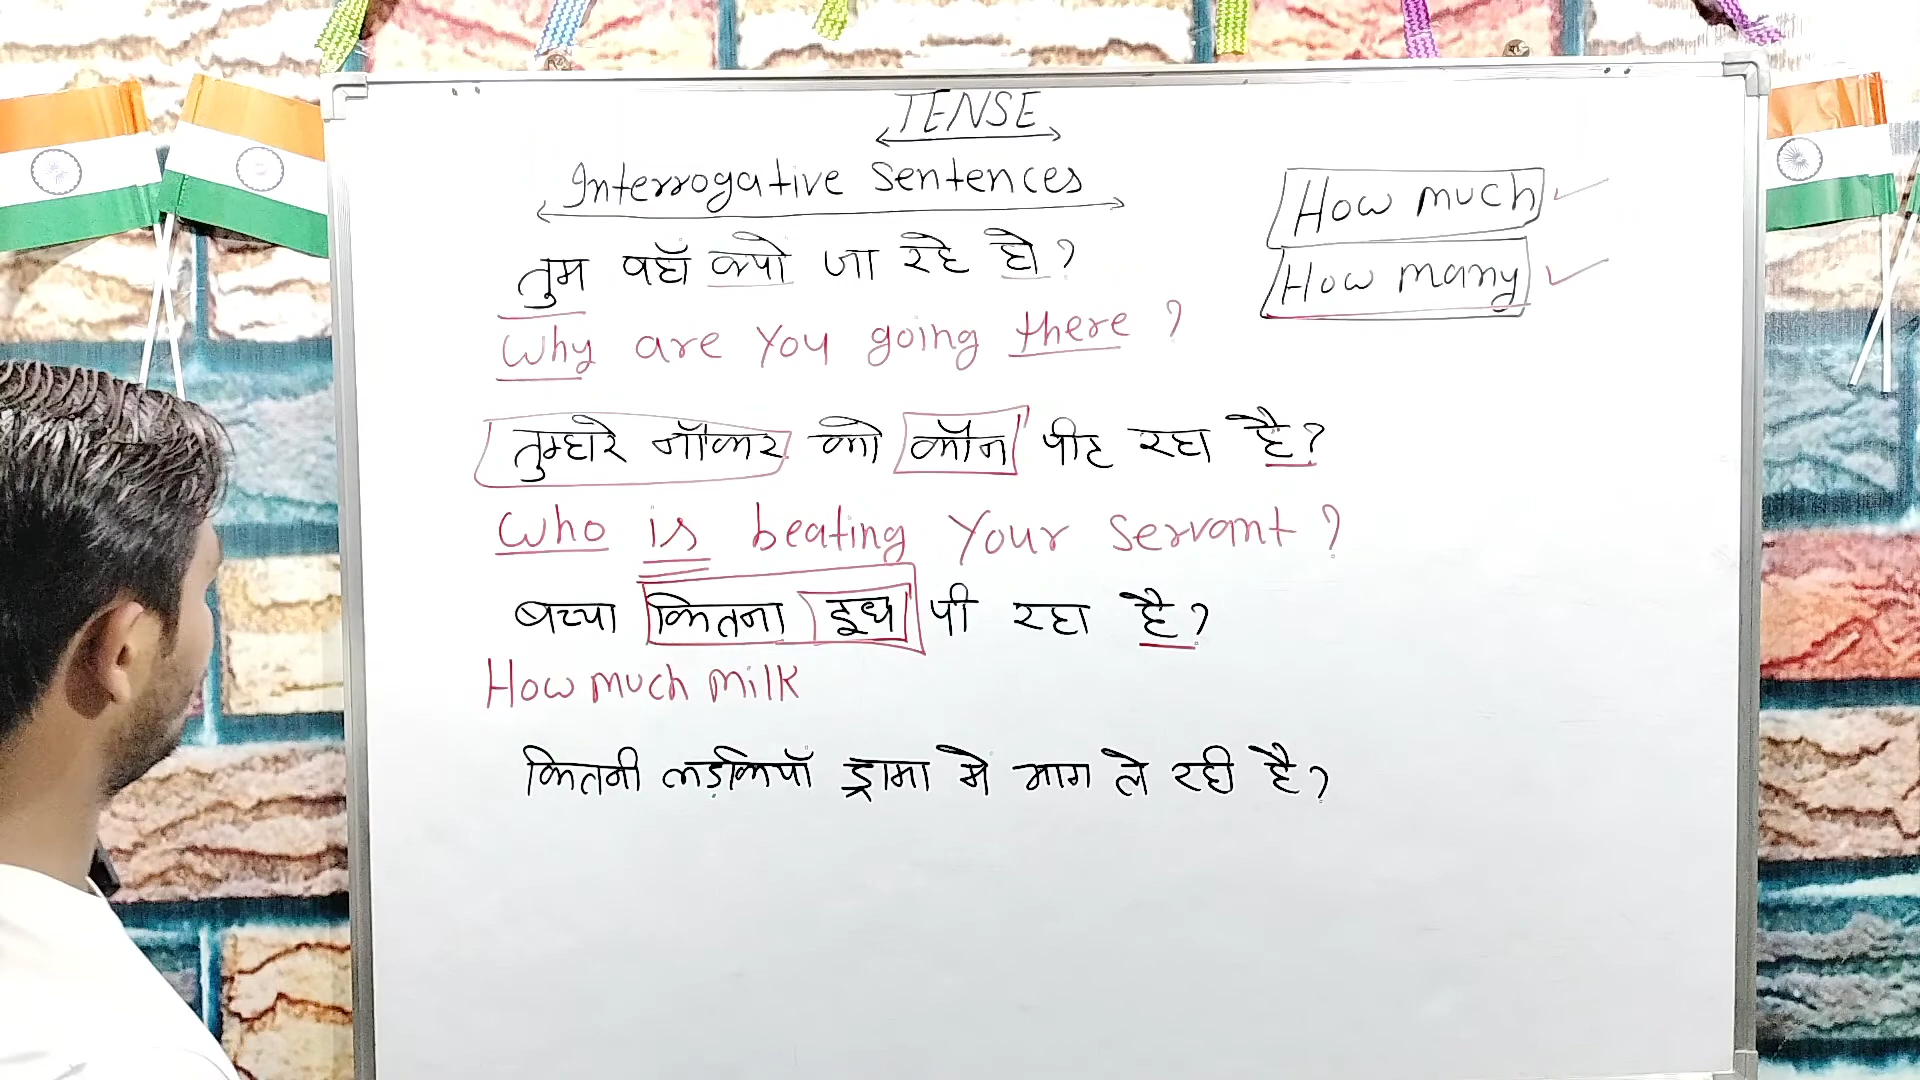 TENSE
Interrogative Sentences
How much
How many
तुम वहाँ क्यो जा रहे हो ?
Why are You going there ?
तुम्हारे नौकर को कौन पीट रहा है ?
Who is beating Your Servant ?
बच्चा कितना दूध पी रहा है ?
How much milk
कितनी लड़कियाँ ड्रामा मे भाग ले रही है ?